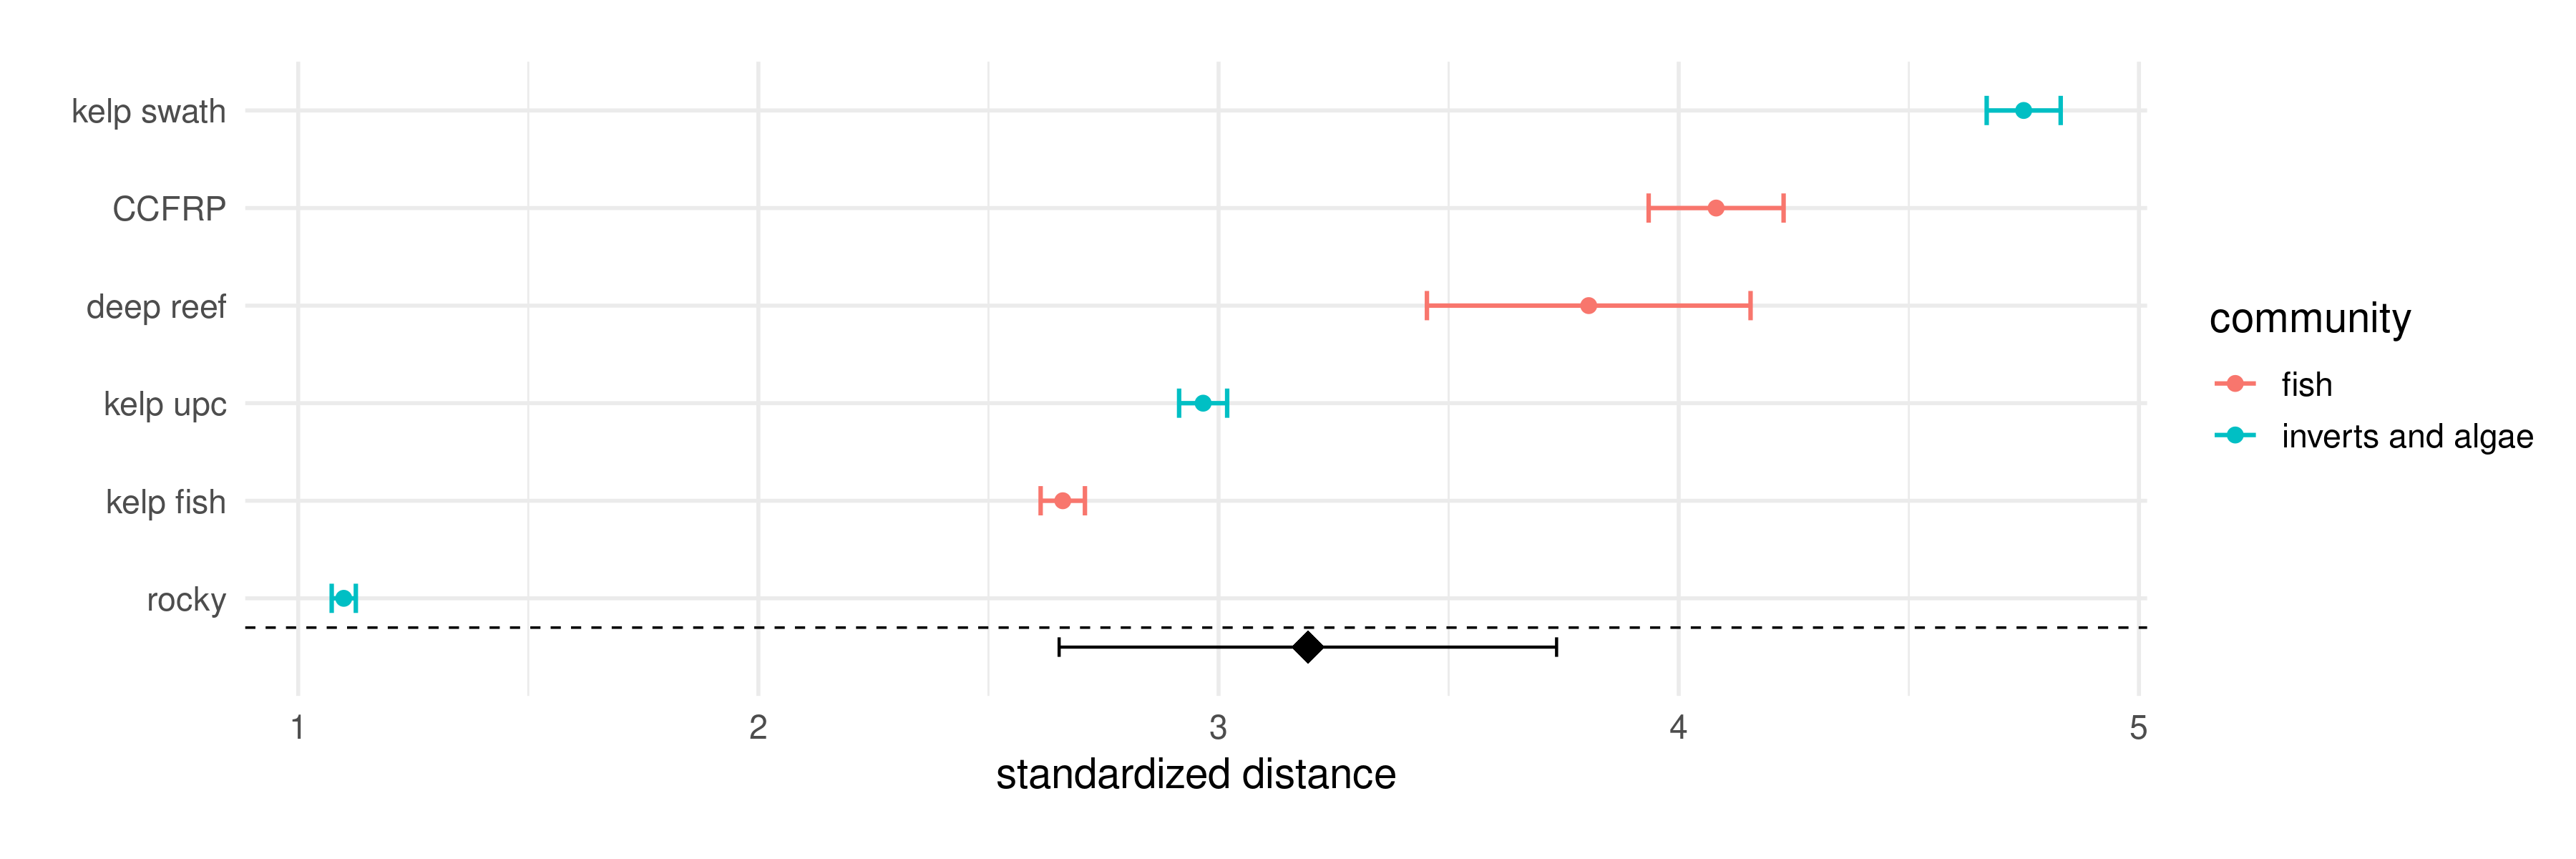 kelp swath
CCFRP
deep reef
kelp upc
kelp fish
rocky
1 2 3 4 5
standardized distance
community
fish
inverts and algae